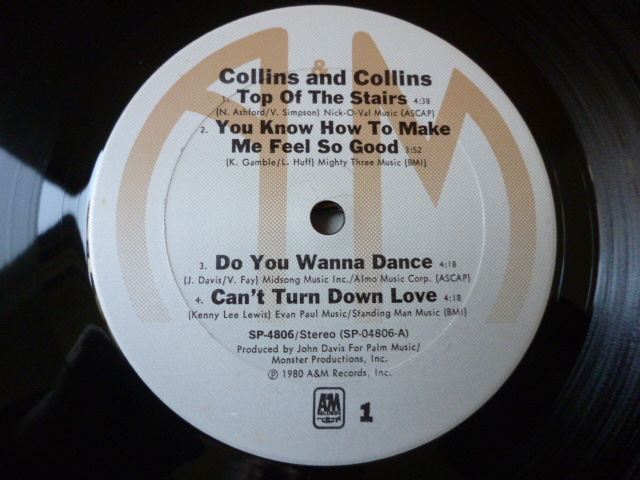 A&M
Collins and Collins
1. Top Of The Stairs 4:38
(N. Ashford/V. Simpson) Nick-O-Val Music (ASCAP)
2. You Know How To Make
Me Feel So Good 3:52
(K. Gamble/L. Huff) Mighty Three Music (BMI)
3. Do You Wanna Dance 4:18
(J. Davis/V. Fay) Midsong Music Inc./Almo Music Corp. (ASCAP)
4. Can't Turn Down Love 4:18
(Kenny Lee Lewis) Evan Paul Music/Standing Man Music (BMI)
SP-4806/Stereo (SP-04806-A)
Produced by John Davis For Palm Music/
Monster Productions, Inc.
℗ 1980 A&M Records, Inc.
A&M
RECORDS
1